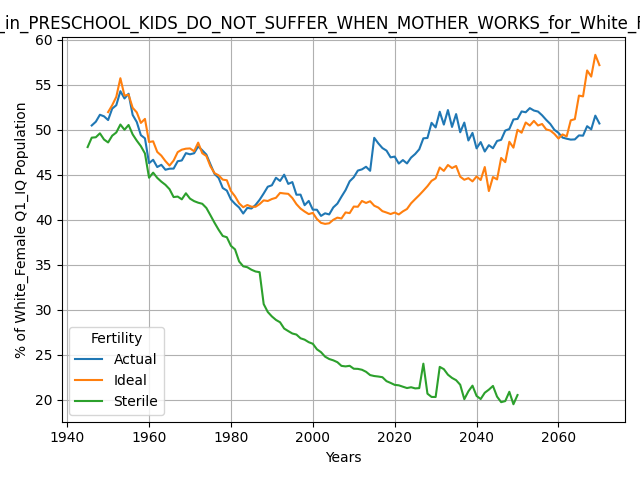 _in_PRESCHOOL_KIDS_DO_NOT_SUFFER_WHEN_MOTHER_WORKS_for_White_
% of White_Female Q1_IQ Population
60
55
50
45
40
35
30
25
20
Fertility
Actual
Ideal
Sterile
1940 1960 1980 2000 2020 2040 2060
Years